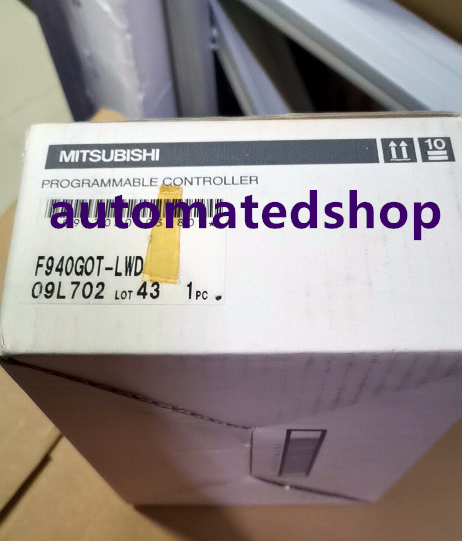 MITSUBISHI
10
PROGRAMMABLE CONTROLLER
automatedshop
F940GOT-LWD
09L702 LOT 43 1PC.